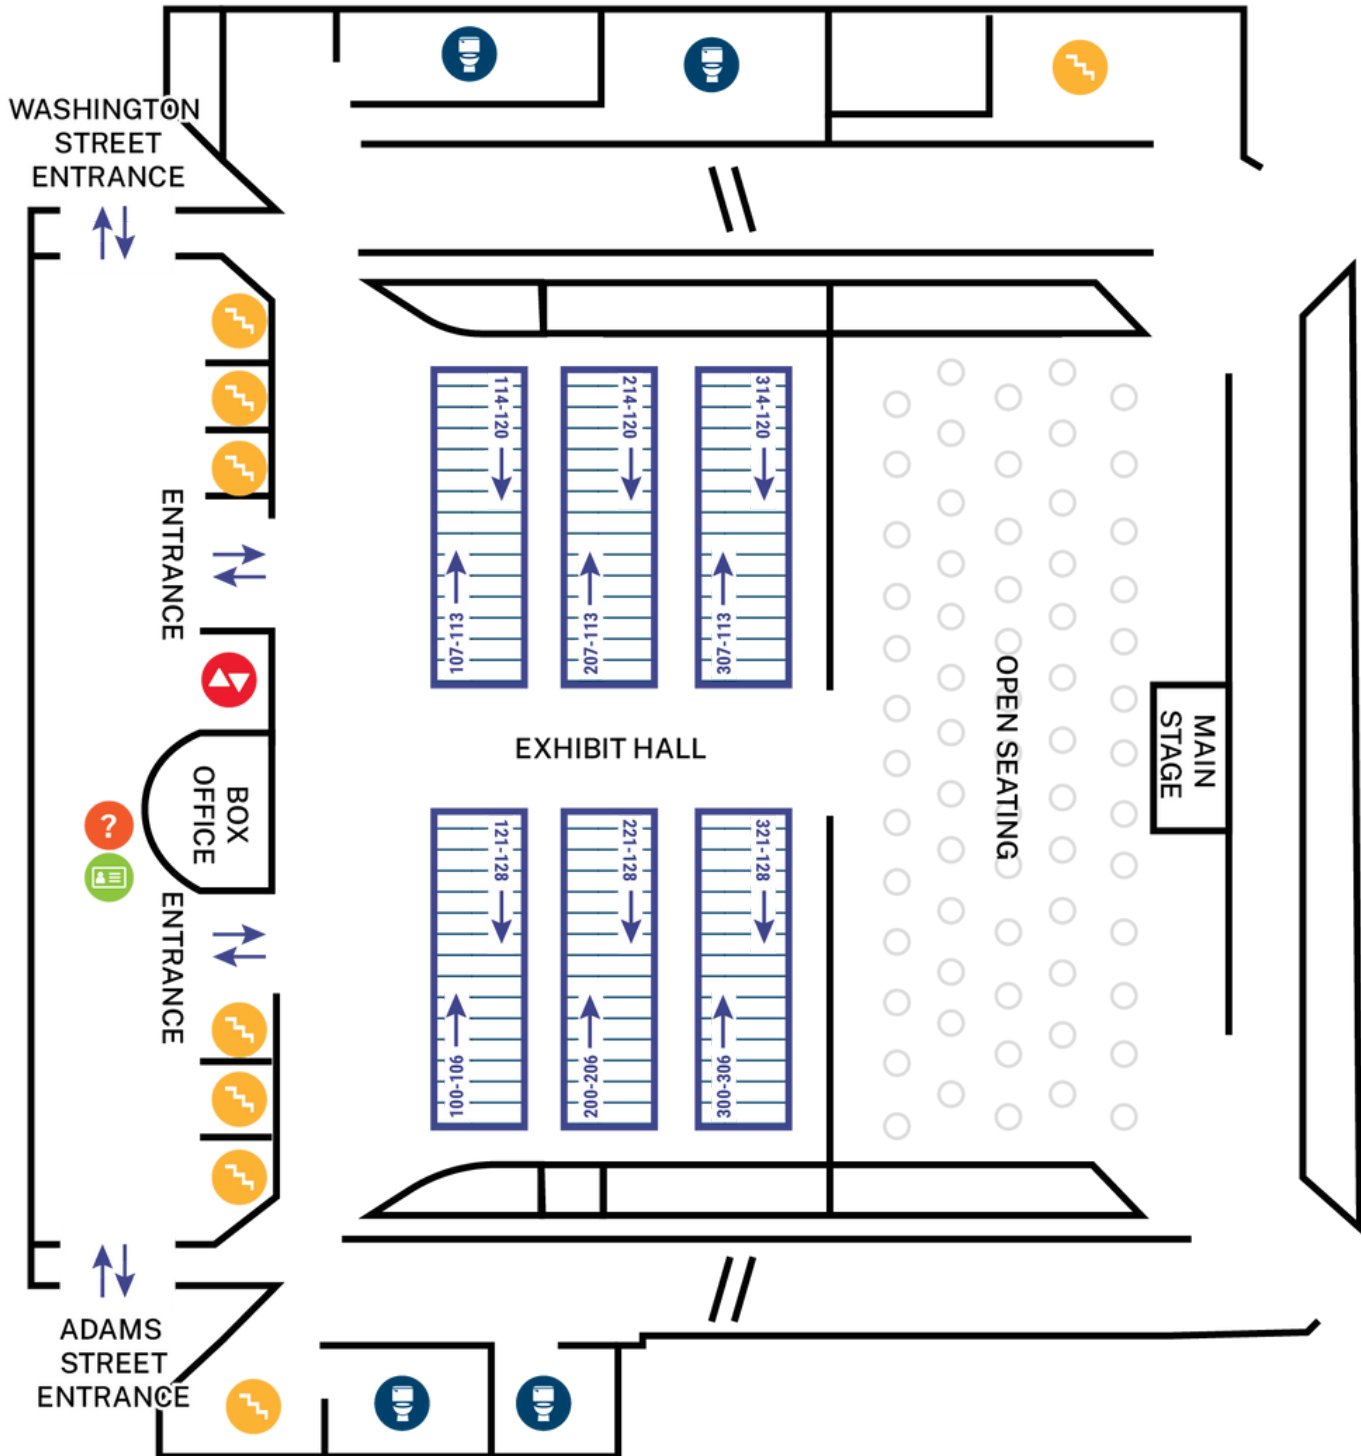 WASHINGTON
STREET
ENTRANCE
114-120
214-120
314-120
ENTRANCE
107-113
207-113
307-113
OPEN SEATING
MAIN
STAGE
EXHIBIT HALL
BOX
OFFICE
?
121-128
221-128
321-128
ENTRANCE
100-106
200-206
300-306
ADAMS
STREET
ENTRANCE